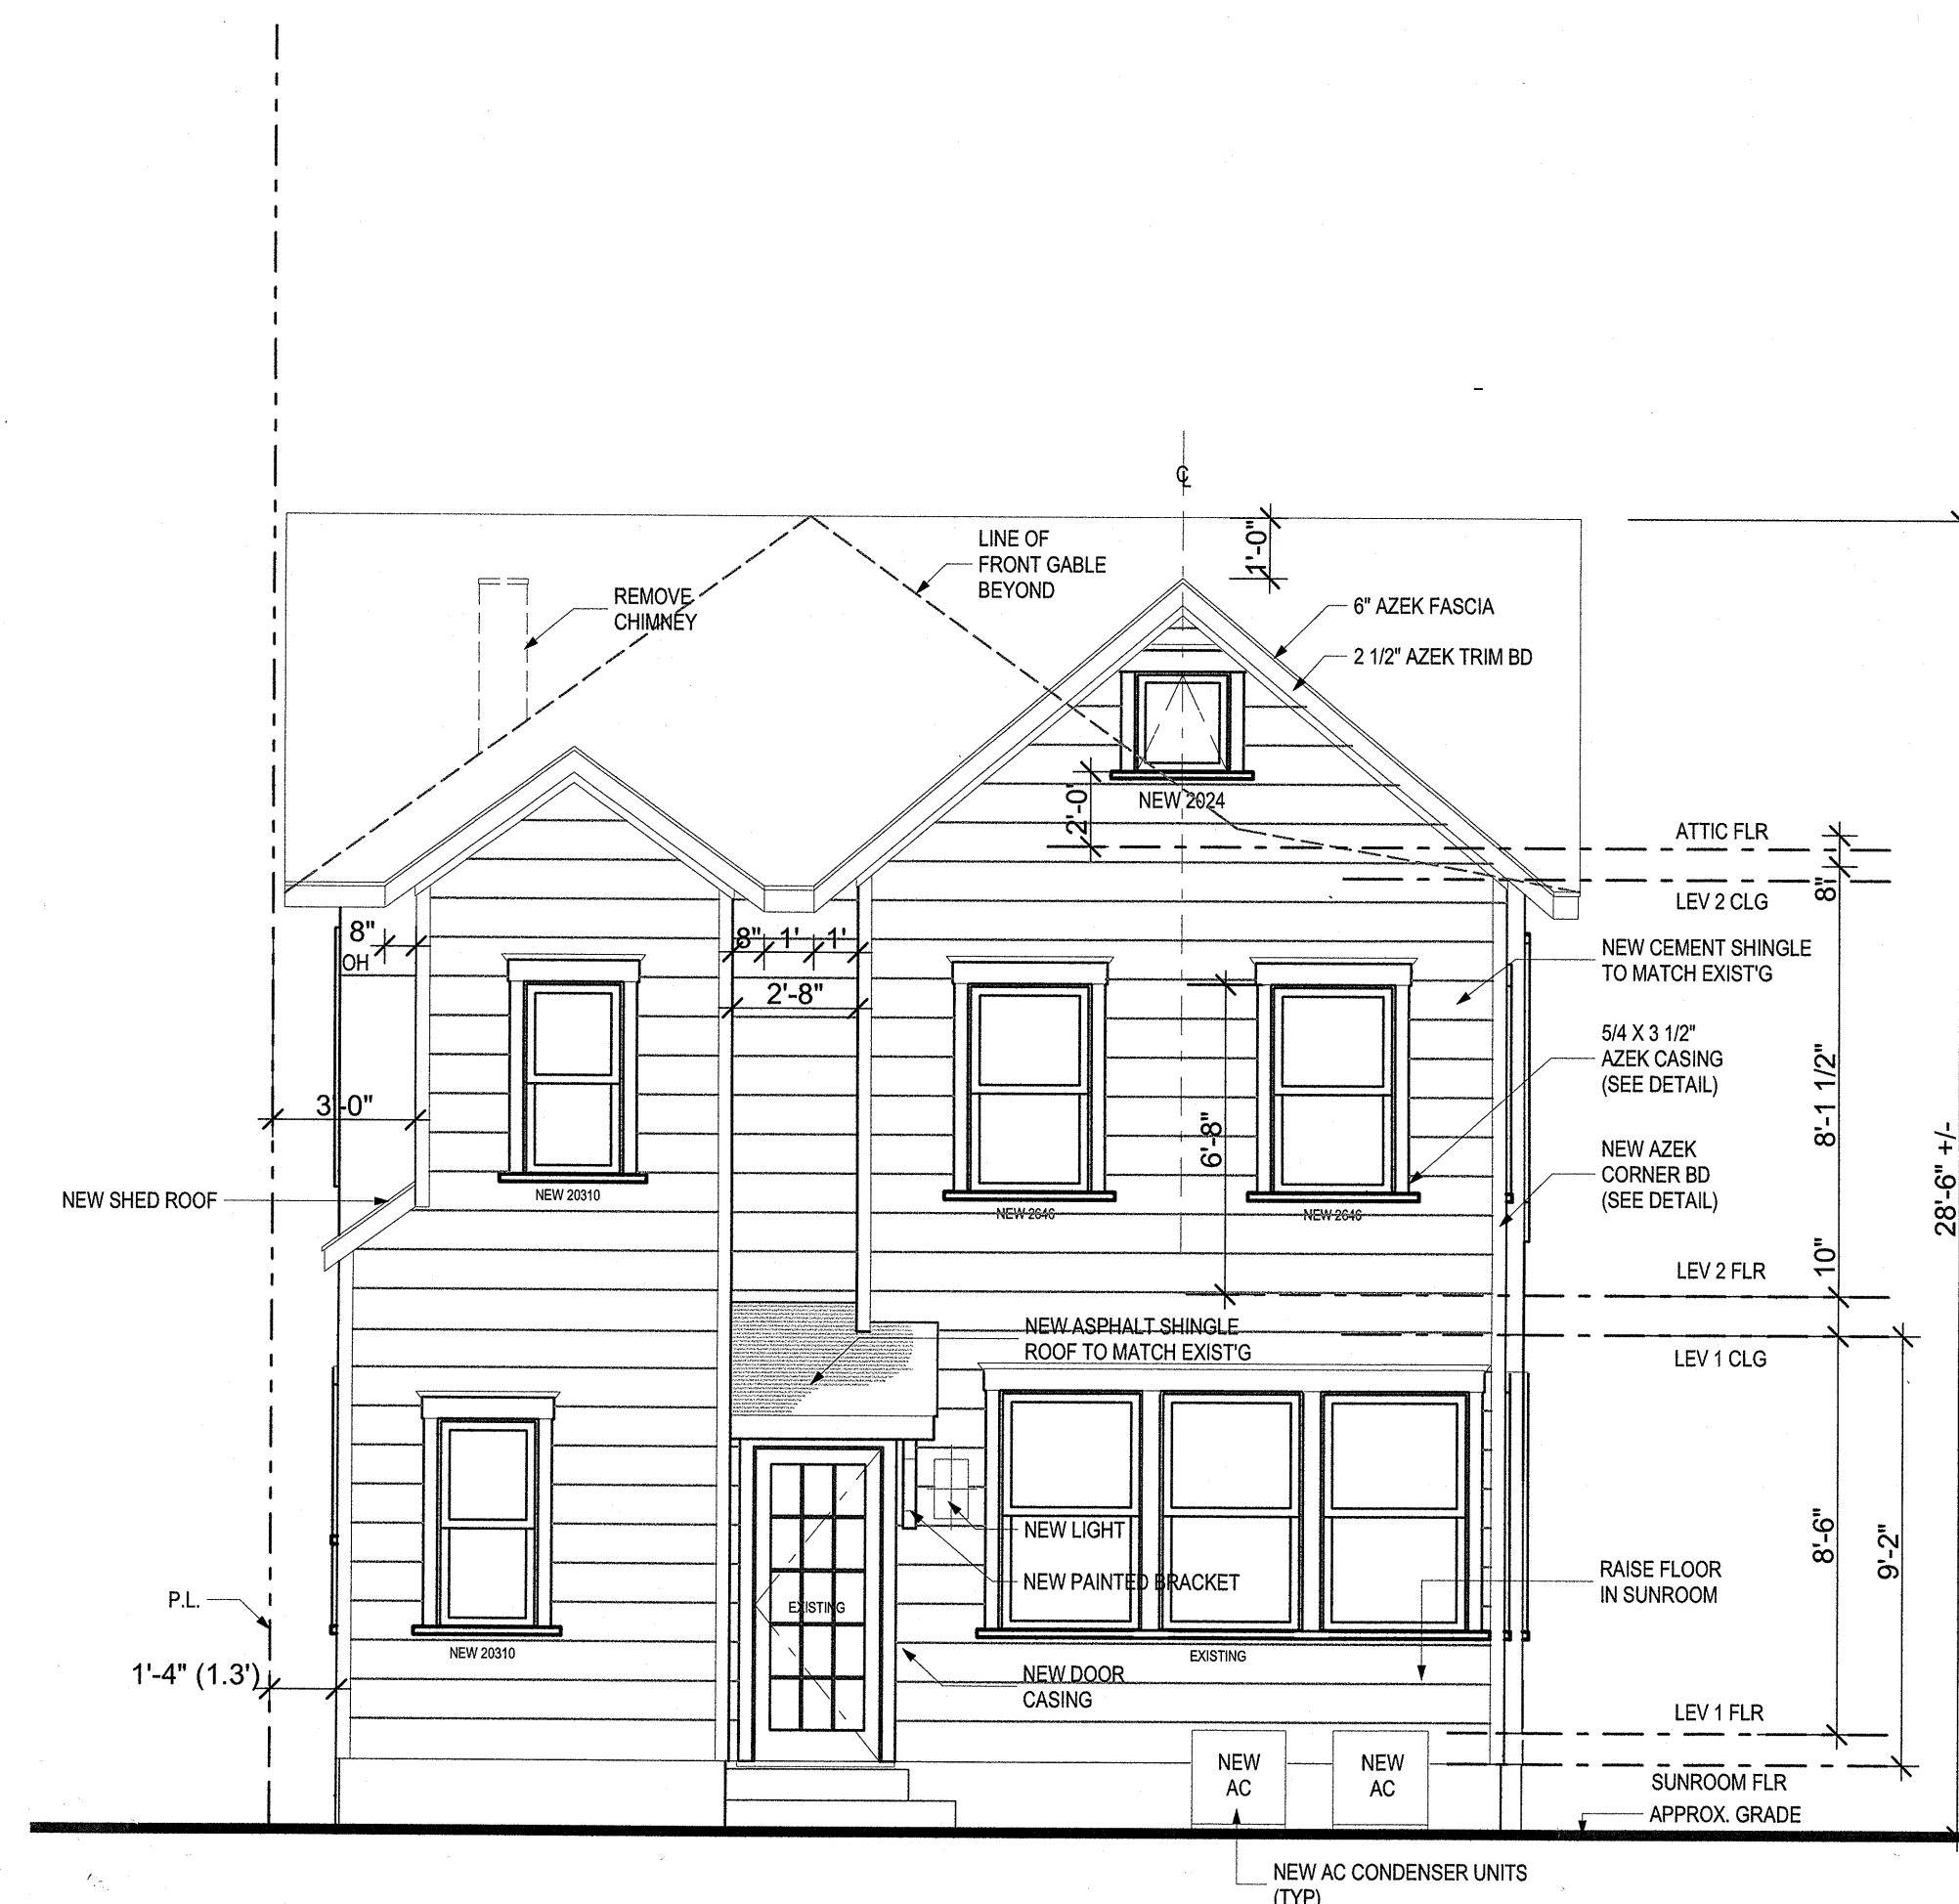 ℄
1'-0"
LINE OF
FRONT GABLE
BEYOND
REMOVE
CHIMNEY
6" AZEK FASCIA
2 1/2" AZEK TRIM BD
NEW 2024
2'-0"
ATTIC FLR
8"
LEV 2 CLG
8"
OH
8" 1' 1'
2'-8"
NEW CEMENT SHINGLE
TO MATCH EXIST'G
5/4 X 3 1/2"
AZEK CASING
(SEE DETAIL)
8'-1 1/2"
3'-0"
6'-8"
NEW AZEK
CORNER BD
(SEE DETAIL)
28'-6" +/-
NEW SHED ROOF
NEW 20310
NEW 2646
NEW 2646
10"
LEV 2 FLR
NEW ASPHALT SHINGLE
ROOF TO MATCH EXIST'G
LEV 1 CLG
8'-6"
9'-2"
NEW LIGHT
NEW PAINTED BRACKET
EXISTING
RAISE FLOOR
IN SUNROOM
P.L.
NEW 20310
EXISTING
1'-4" (1.3')
NEW DOOR
CASING
LEV 1 FLR
NEW
AC
NEW
AC
SUNROOM FLR
APPROX. GRADE
NEW AC CONDENSER UNITS
(TYP)